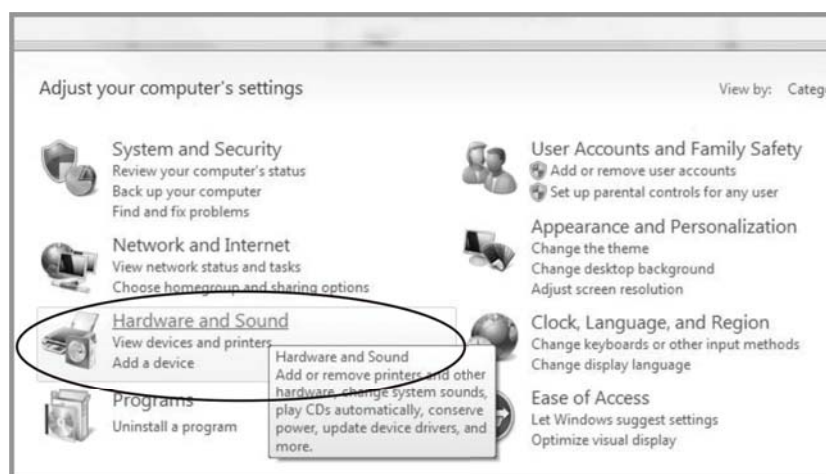 Adjust your computer's settings
View by: Categ
System and Security
Review your computer's status
Back up your computer
Find and fix problems
Network and Internet
View network status and tasks
Choose homegroup and sharing options
Hardware and Sound
View devices and printers
Add a device
Hardware and Sound
Add or remove printers and other
hardware, change system sounds,
play CDs automatically, conserve
power, update device drivers, and
more.
Programs
Uninstall a program
User Accounts and Family Safety
Add or remove user accounts
Set up parental controls for any user
Appearance and Personalization
Change the theme
Change desktop background
Adjust screen resolution
Clock, Language, and Region
Change keyboards or other input methods
Change display language
Ease of Access
Let Windows suggest settings
Optimize visual display